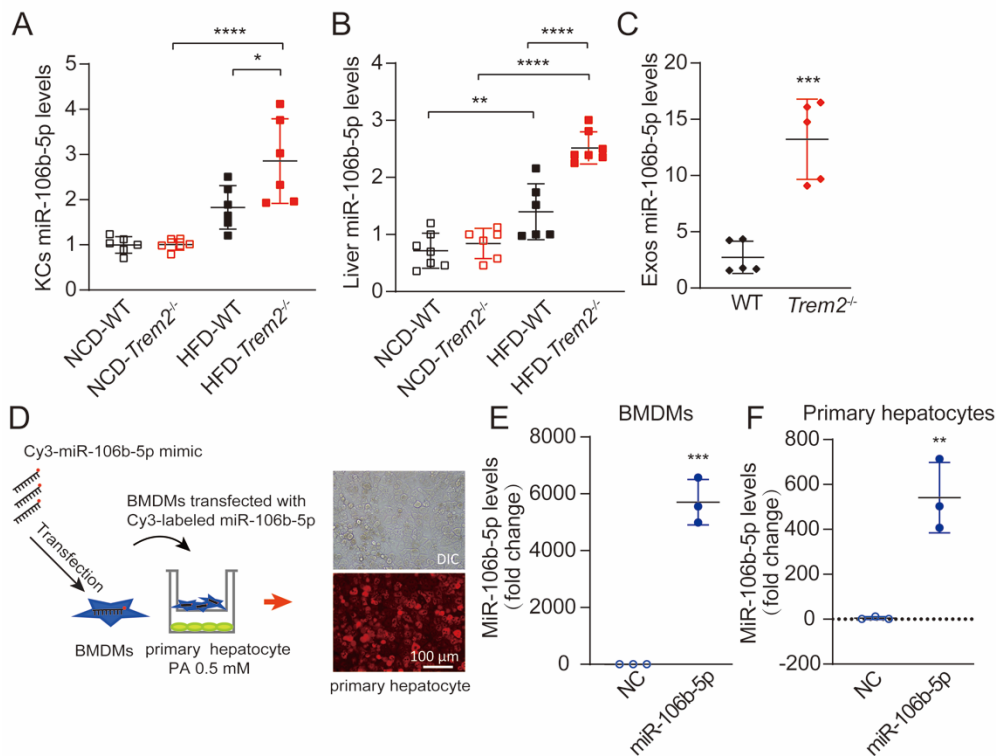 A
KCs miR-106b-5p levels
5
4
3
2
1
0
****
*
NCD-WT
NCD-Trem2-/-
HFD-WT
HFD-Trem2-/-
B
Liver miR-106b-5p levels
4
3
2
1
0
****
****
**
NCD-WT
NCD-Trem2-/-
HFD-WT
HFD-Trem2-/-
C
Exos miR-106b-5p levels
20
15
10
5
0
***
WT
Trem2-/-
D
Cy3-miR-106b-5p mimic
Transfection
BMDMs transfected with
Cy3-labeled miR-106b-5p
BMDMs
primary hepatocyte
PA 0.5 mM
DIC
100 μm
primary hepatocyte
E
BMDMs
MiR-106b-5p levels
(fold change)
8000
6000
4000
2000
0
***
NC
miR-106b-5p
F
Primary hepatocytes
MiR-106b-5p levels
(fold change)
800
600
400
200
0
-200
**
NC
miR-106b-5p